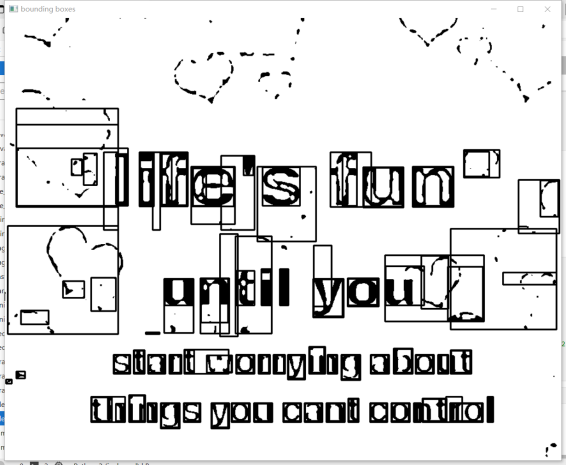 bounding boxes
life's fun
until you
start worrying about
things you cant control